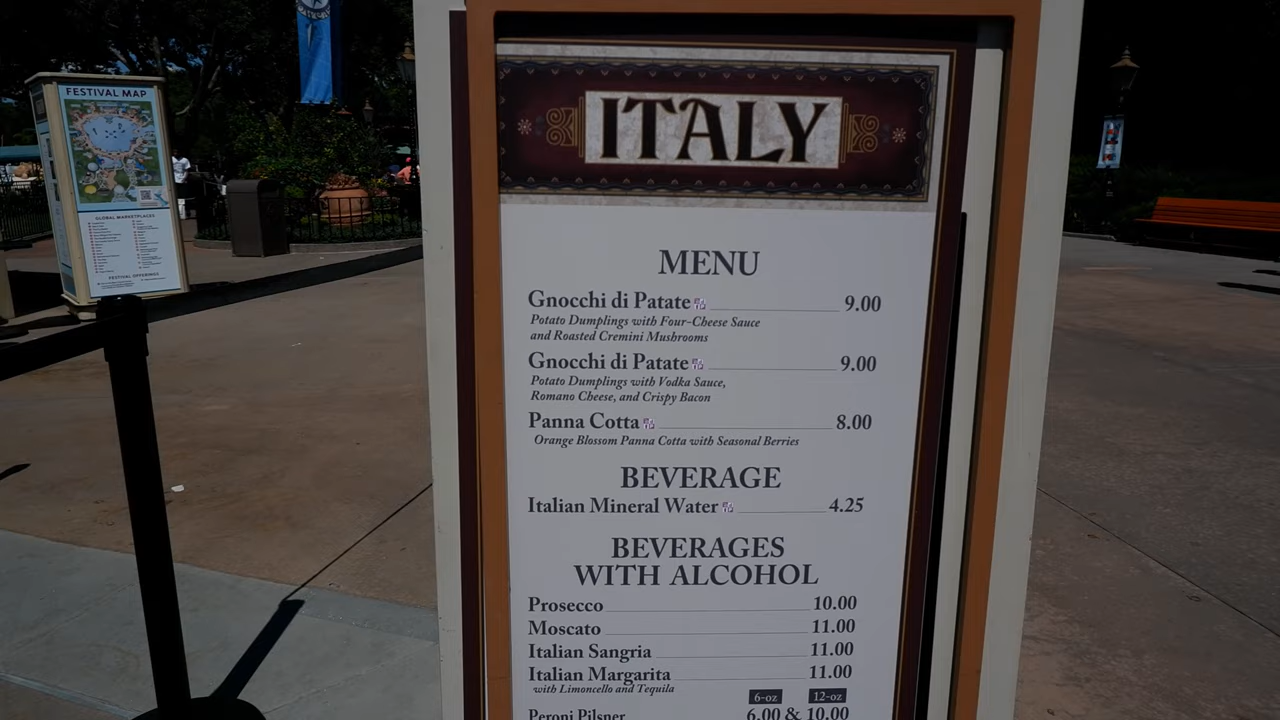 FESTIVAL MAP
GLOBAL MARKETPLACES
FESTIVAL OFFERINGS
ITALY
MENU
Gnocchi di Patate 9.00
Potato Dumplings with Four-Cheese Sauce
and Roasted Cremini Mushrooms
Gnocchi di Patate 9.00
Potato Dumplings with Vodka Sauce,
Romano Cheese, and Crispy Bacon
Panna Cotta 8.00
Orange Blossom Panna Cotta with Seasonal Berries
BEVERAGE
Italian Mineral Water 4.25
BEVERAGES
WITH ALCOHOL
Prosecco 10.00
Moscato 11.00
Italian Sangria 11.00
Italian Margarita 11.00
with Limoncello and Tequila
6-oz 12-oz
Peroni Pilsner 6.00 & 10.00